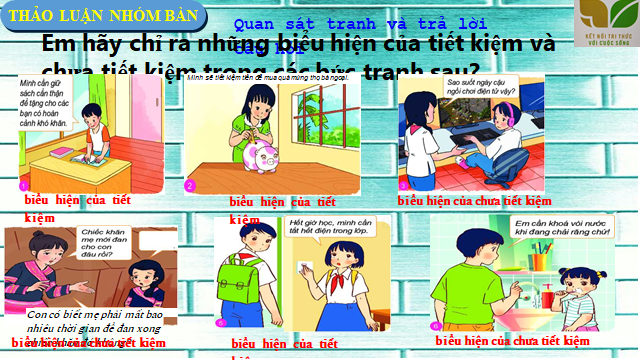 THẢO LUẬN NHÓM BÀN
Quan sát tranh và trả lời
KẾT NỐI TRI THỨC
VỚI CUỘC SỐNG
Em hãy chỉ ra những biểu hiện của tiết kiệm và
chưa tiết kiệm trong các bức tranh sau?
Mình cần giữ
sách cẩn thận
để tặng cho các
bạn có hoàn
cảnh khó khăn.
1
Mình sẽ tiết kiệm tiền để mua quà mừng thọ bà ngoại.
2
Sao suốt ngày cậu
ngồi chơi điện tử vậy?
3
biểu hiện của tiết
kiệm
biểu hiện của tiết
kiệm
biểu hiện của chưa tiết kiệm
Chiếc khăn
mẹ mới đan
cho con
đâu rồi?
Con có biết mẹ phải mất bao
nhiêu thời gian để đan xong
Hết giờ học, mình cần
tắt hết điện trong lớp.
5
Em cần khoá vòi nước
khi đang chải răng chứ!
6
biểu hiện của chưa tiết kiệm
biểu hiện của tiết
biểu hiện của chưa tiết kiệm